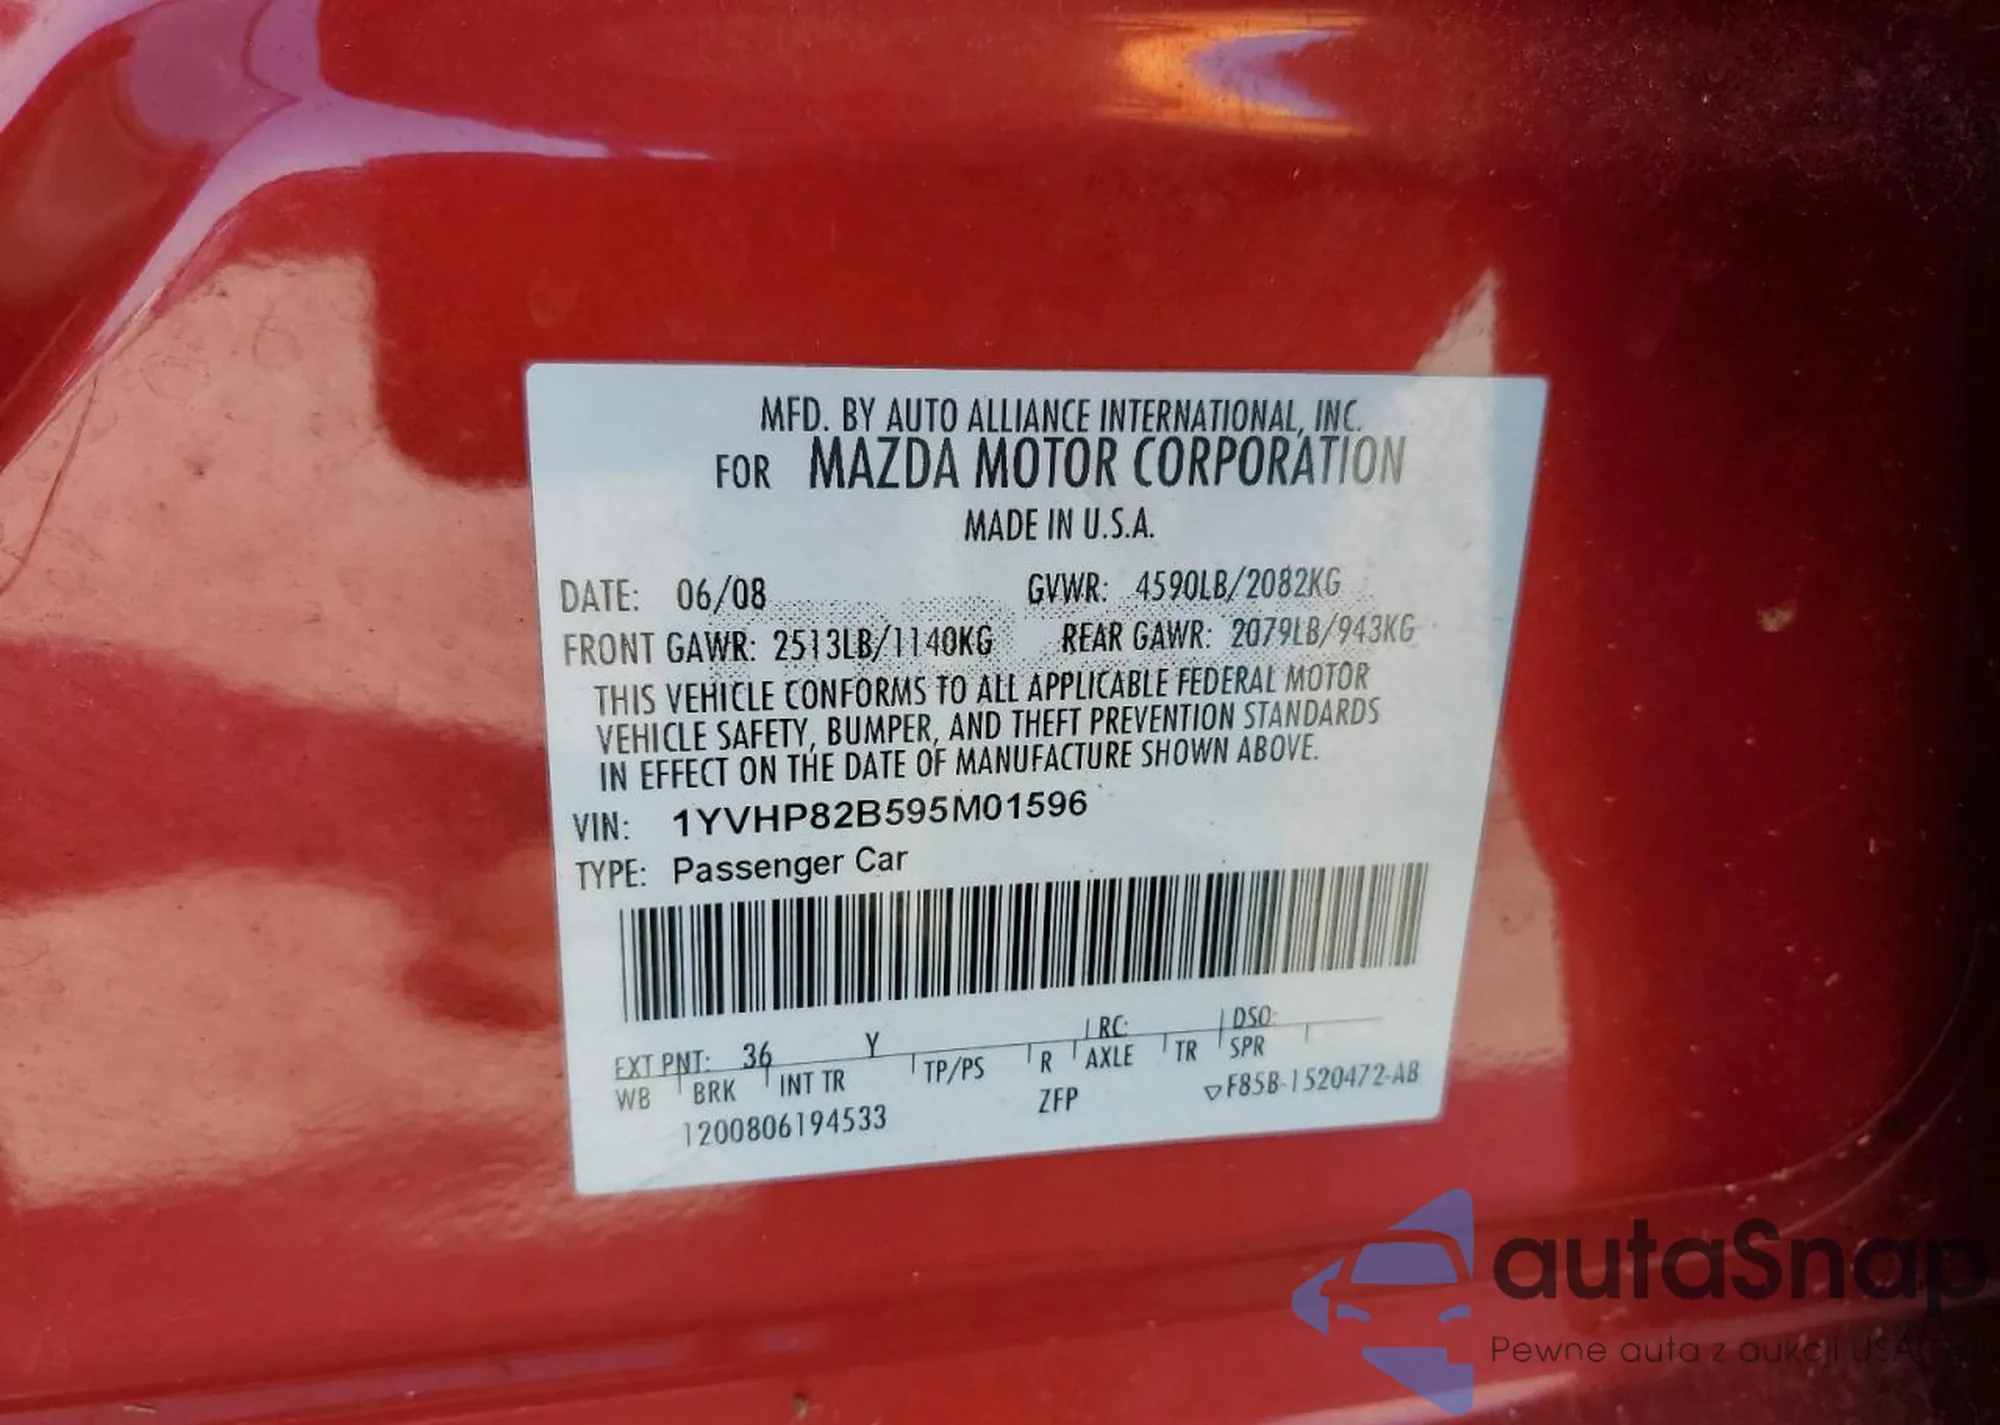 MFD. BY AUTO ALLIANCE INTERNATIONAL, INC.
FOR MAZDA MOTOR CORPORATION
MADE IN U.S.A.
DATE: 06/08 GVWR: 4590LB/2082KG
FRONT GAWR: 2513LB/1140KG REAR GAWR: 2079LB/943KG
THIS VEHICLE CONFORMS TO ALL APPLICABLE FEDERAL MOTOR
VEHICLE SAFETY, BUMPER, AND THEFT PREVENTION STANDARDS
IN EFFECT ON THE DATE OF MANUFACTURE SHOWN ABOVE.
VIN: 1YVHP82B595M01596
TYPE: Passenger Car
EXT PNT: 36 Y RC: DSO:
WB BRK INT TR TP/PS R AXLE TR SPR
1200806194533 ZFP ▽F85B-1520472-AB
autaSnap
Pewne auta z aukcji USA